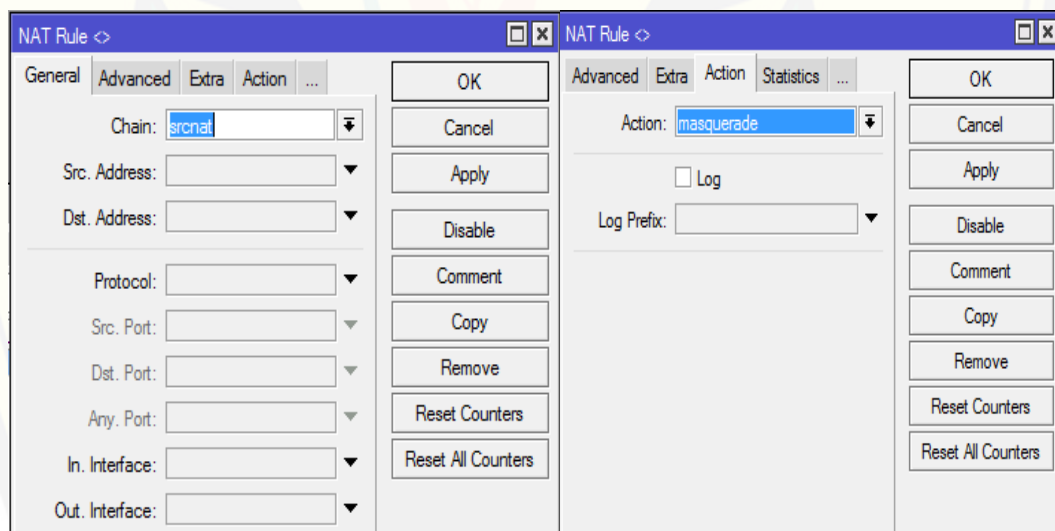 NAT Rule <>
General Advanced Extra Action ...
Chain: srcnat
Src. Address:
Dst. Address:
Protocol:
Src. Port:
Dst. Port:
Any. Port:
In. Interface:
Out. Interface:
OK
Cancel
Apply
Disable
Comment
Copy
Remove
Reset Counters
Reset All Counters
NAT Rule <>
Advanced Extra Action Statistics ...
Action: masquerade
Log
Log Prefix:
OK
Cancel
Apply
Disable
Comment
Copy
Remove
Reset Counters
Reset All Counters